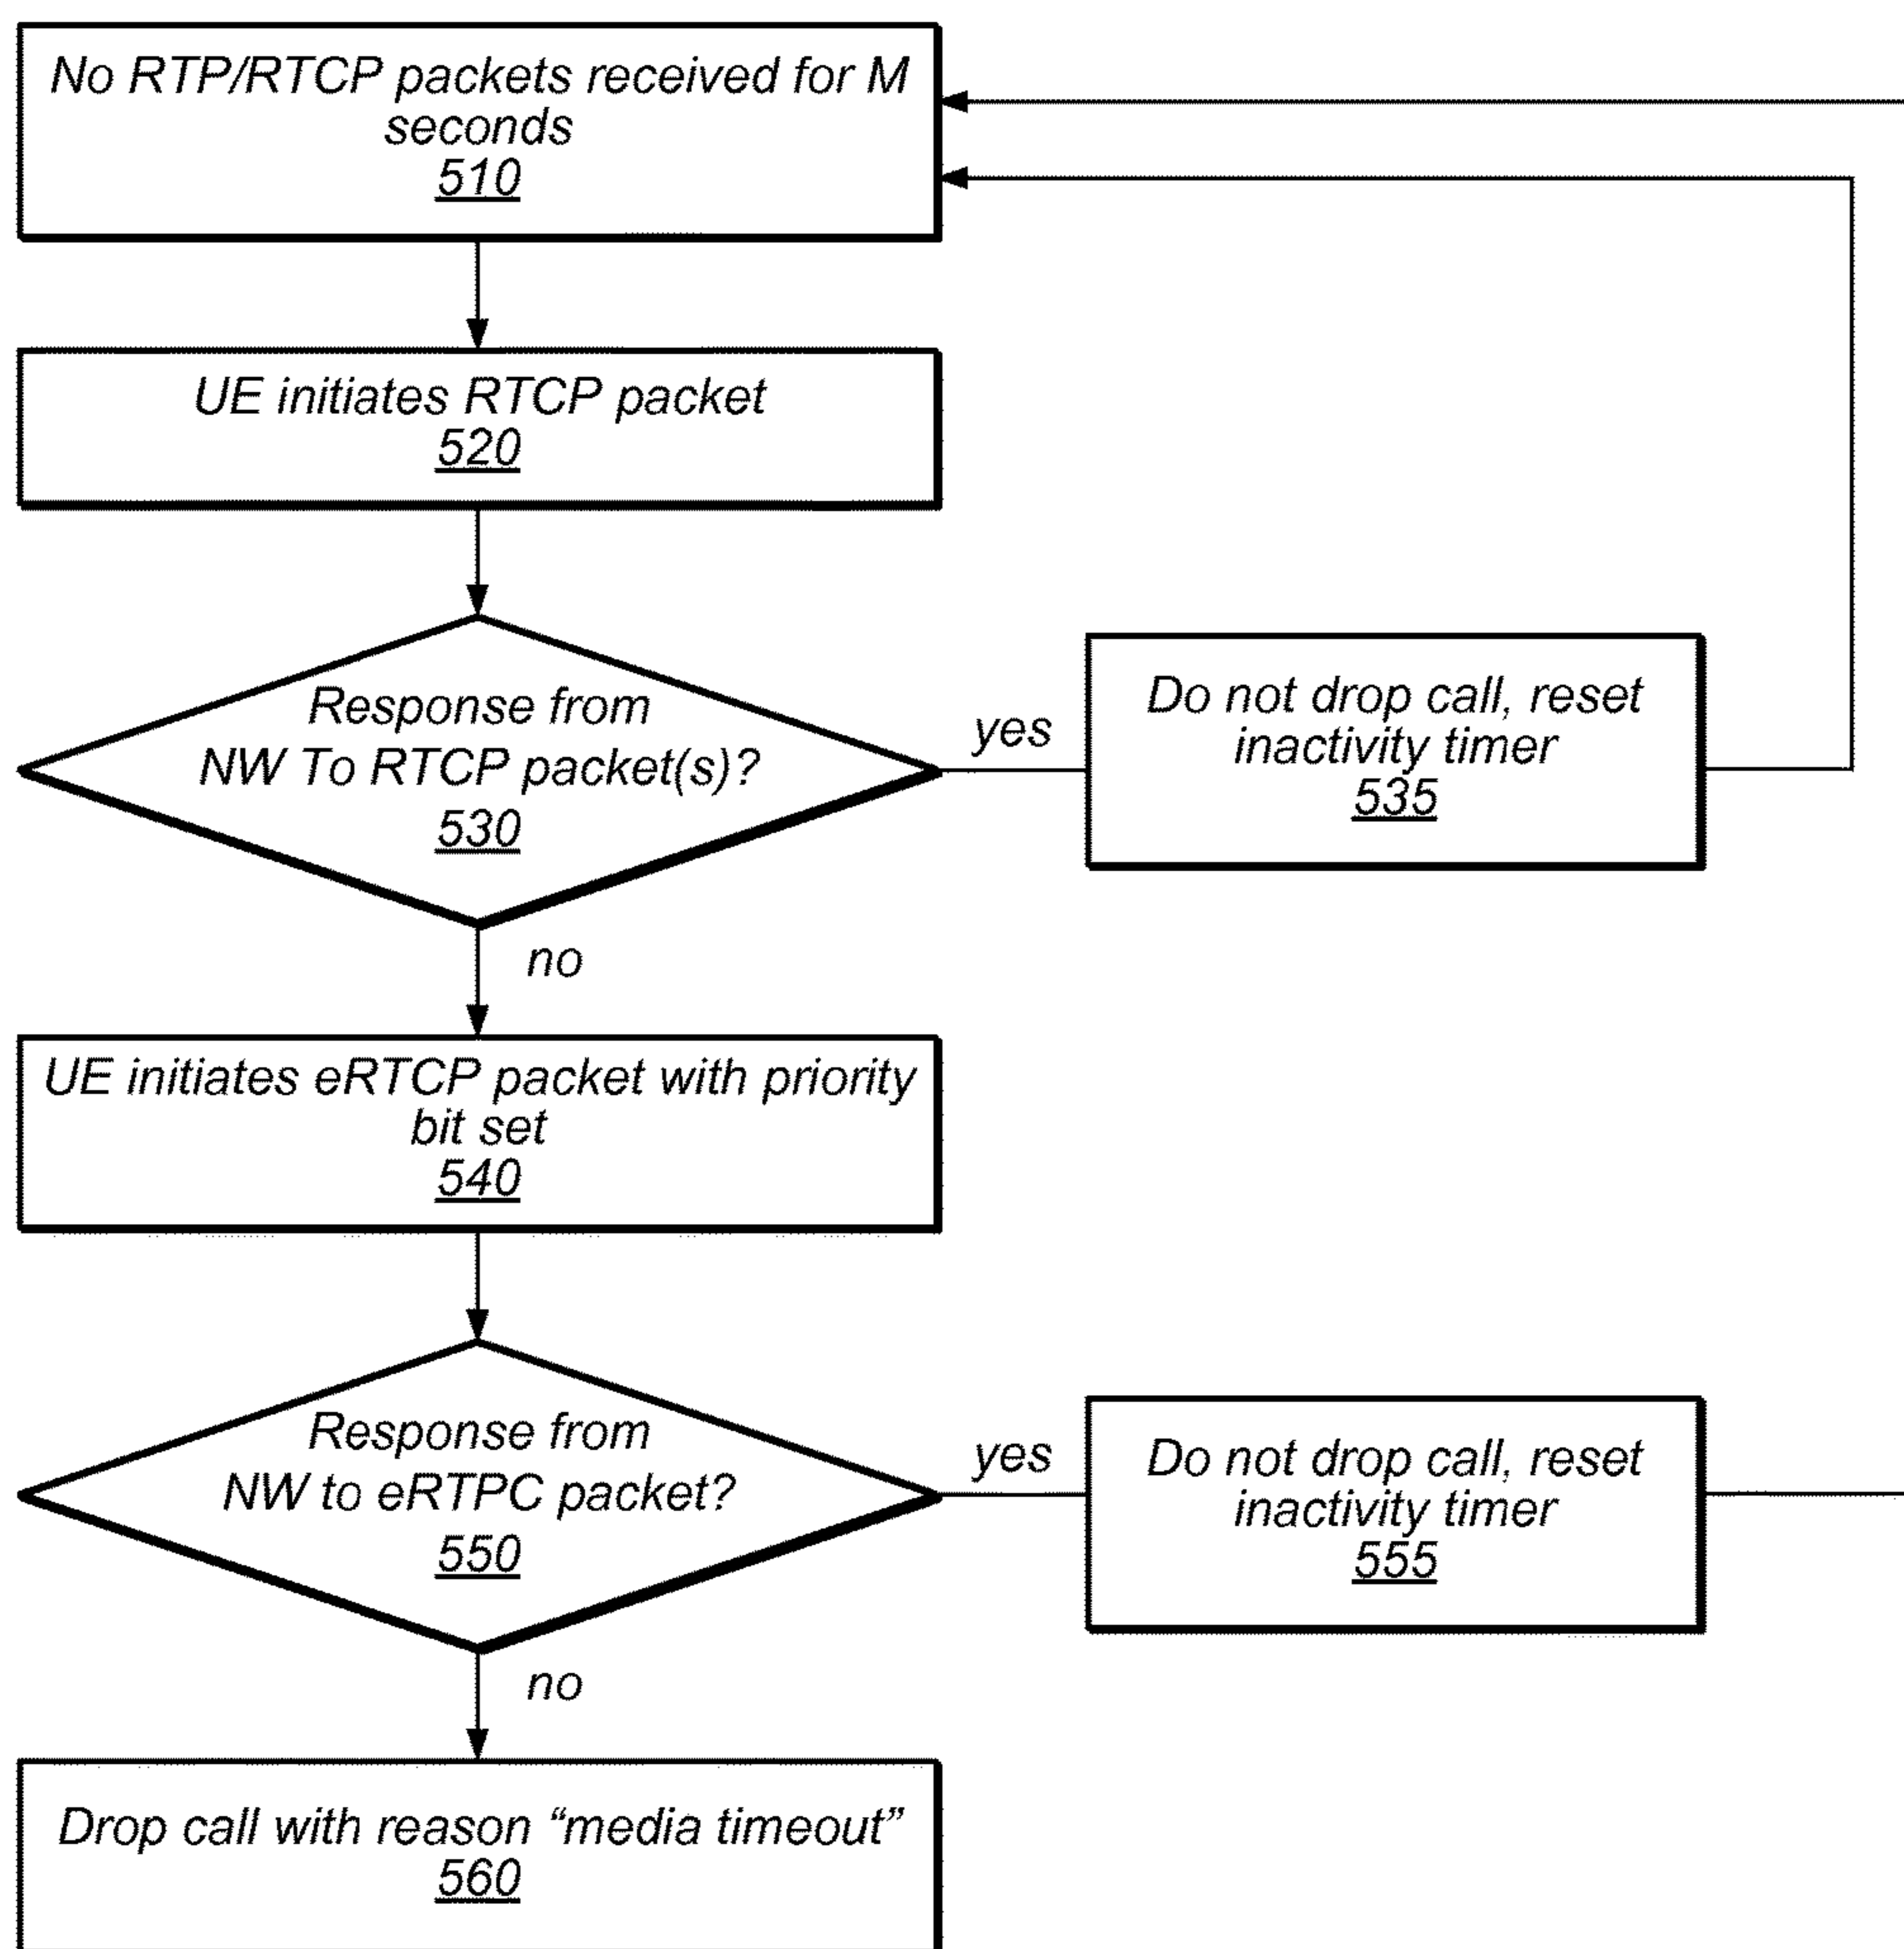 No RTP/RTCP packets received for M
seconds
510
UE initiates RTCP packet
520
Response from
NW To RTCP packet(s)?
530
yes
Do not drop call, reset
inactivity timer
535
no
UE initiates eRTCP packet with priority
bit set
540
Response from
NW to eRTPC packet?
550
yes
Do not drop call, reset
inactivity timer
555
no
Drop call with reason “media timeout”
560